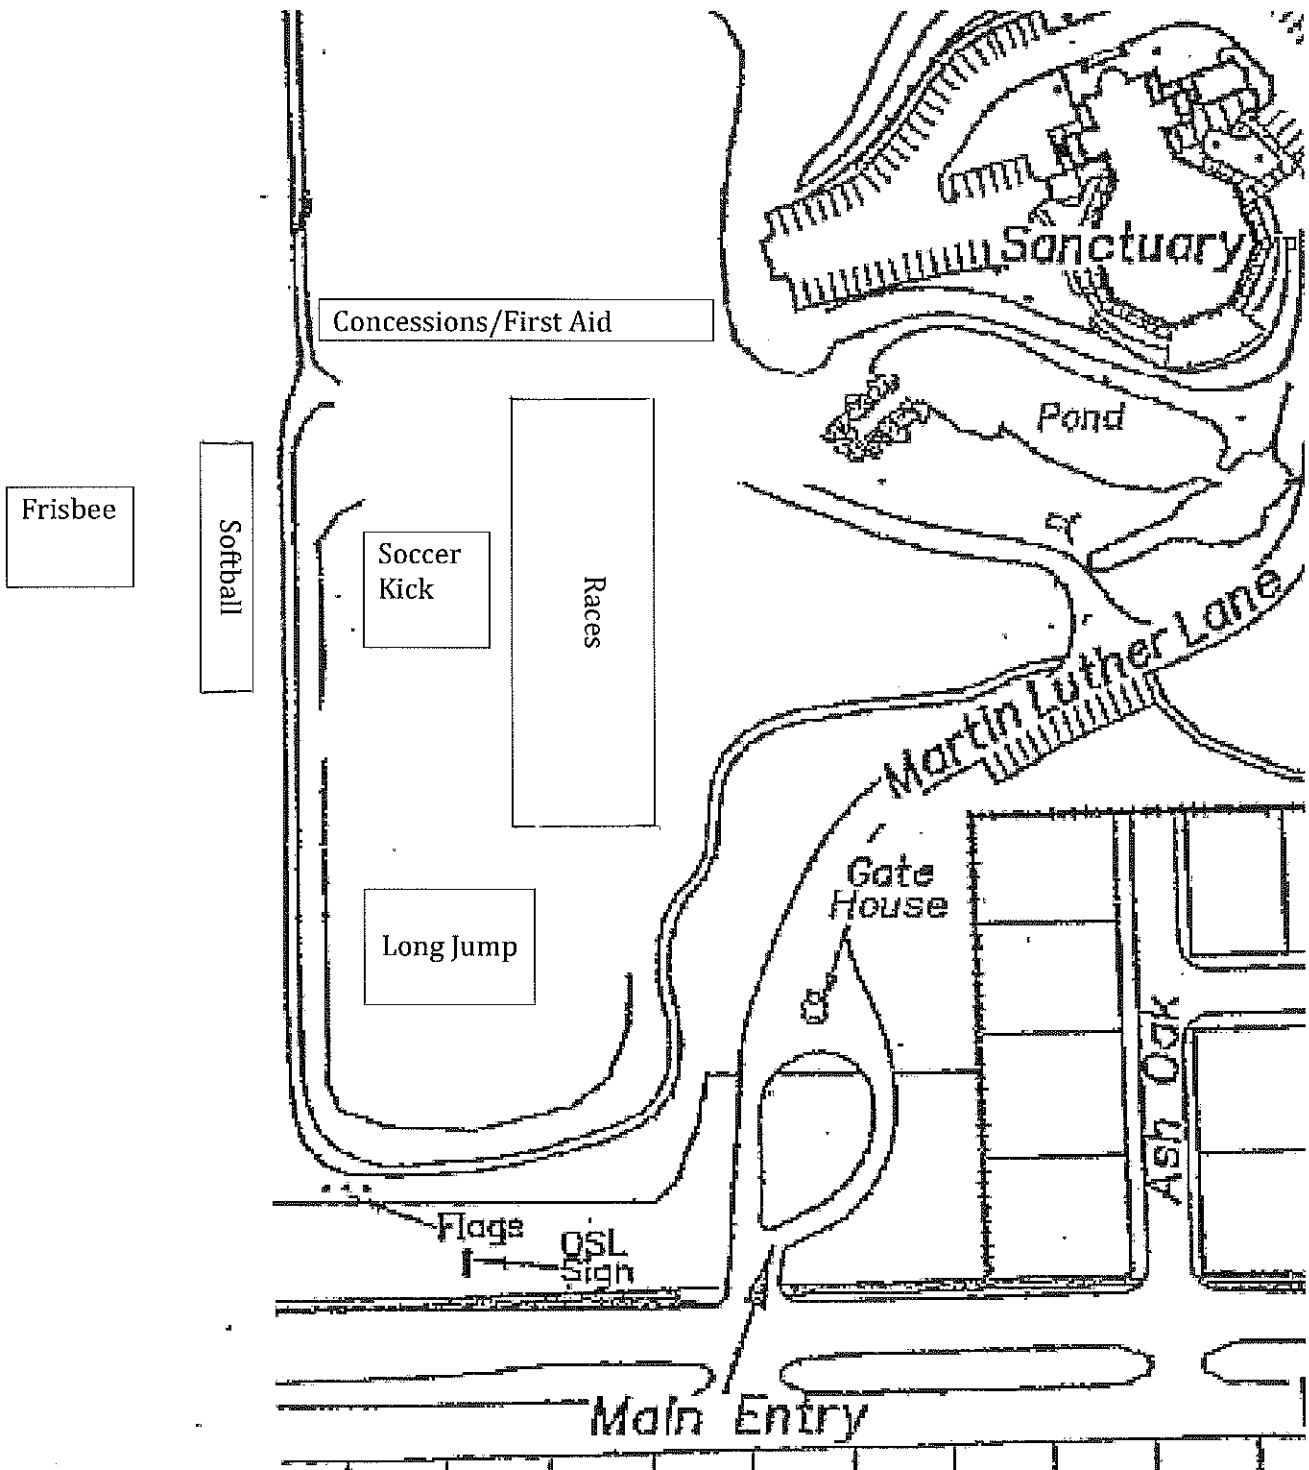 Sanctuary
Concessions/First Aid
Pond
Frisbee
Softball
Soccer
Kick
Races
Martin Luther Lane
Gate
House
Long Jump
Ash Oak
Flags
OSL
Sign
Main Entry